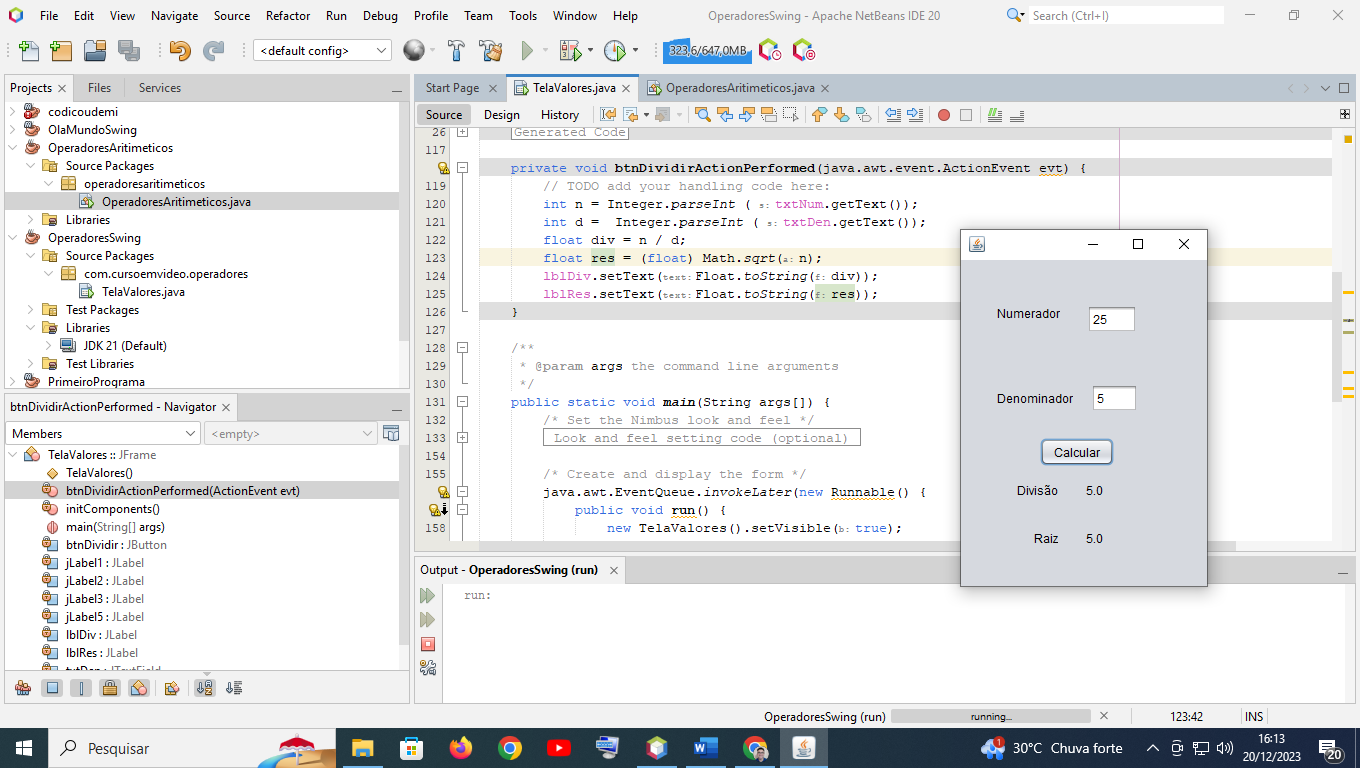 File Edit View Navigate Source Refactor Run Debug Profile Team Tools Window Help
OperadoresSwing - Apache NetBeans IDE 20
Search (Ctrl+I)
<default config>
323,6/647,0MB
Projects Files Services
codicoudemi
OlaMundoSwing
OperadoresAritimeticos
Source Packages
operadoresaritimeticos
OperadoresAritimeticos.java
Libraries
OperadoresSwing
Source Packages
com.cursoemvideo.operadores
TelaValores.java
Test Packages
Libraries
JDK 21 (Default)
Test Libraries
PrimeiroPrograma
btnDividirActionPerformed - Navigator
Members
<empty>
TelaValores :: JFrame
TelaValores()
btnDividirActionPerformed(ActionEvent evt)
initComponents()
main(String[] args)
btnDividir : JButton
jLabel1 : JLabel
jLabel2 : JLabel
jLabel3 : JLabel
jLabel5 : JLabel
lblDiv : JLabel
lblRes : JLabel
txtDen : JTextField
Start Page TelaValores.java OperadoresAritimeticos.java
Source Design History
26 Generated Code
117
private void btnDividirActionPerformed(java.awt.event.ActionEvent evt) {
119 // TODO add your handling code here:
120 int n = Integer.parseInt ( s: txtNum.getText());
121 int d =  Integer.parseInt ( s: txtDen.getText());
122 float div = n / d;
123 float res = (float) Math.sqrt(a: n);
124 lblDiv.setText(text: Float.toString(f: div));
125 lblRes.setText(text: Float.toString(f: res));
126 }
127
128 /**
129 * @param args the command line arguments
130 */
131 public static void main(String args[]) {
132 /* Set the Nimbus look and feel */
133 Look and feel setting code (optional)
154
155 /* Create and display the form */
java.awt.EventQueue.invokeLater(new Runnable() {
public void run() {
158 new TelaValores().setVisible(b: true);
Numerador 25
Denominador 5
Calcular
Divisão 5.0
Raiz 5.0
Output - OperadoresSwing (run)
run:
OperadoresSwing (run) running... 123:42 INS
Pesquisar
1
30°C Chuva forte
16:13
20/12/2023
20